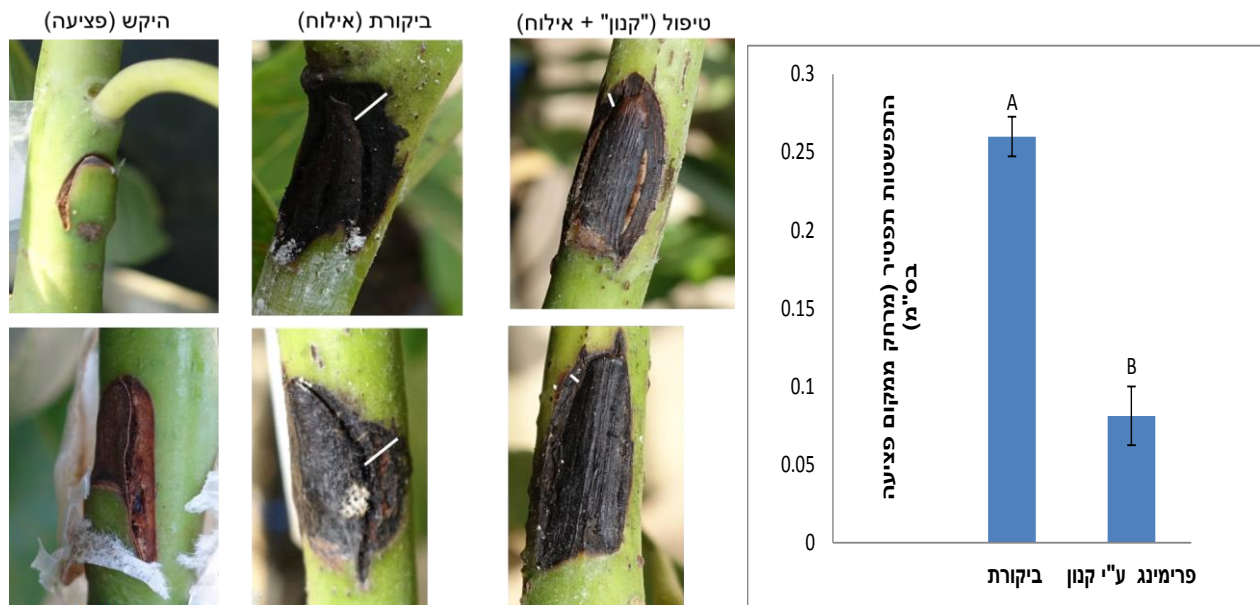 היקש (פציעה)
ביקורת (אילוח)
טיפול ("קנון" + אילוח)
התפשטות תפטיר (מרחק ממקום פציעה
בס"מ)
0.3
0.25
0.2
0.15
0.1
0.05
0
A
B
ביקורת
פרימינג ע"י קנון